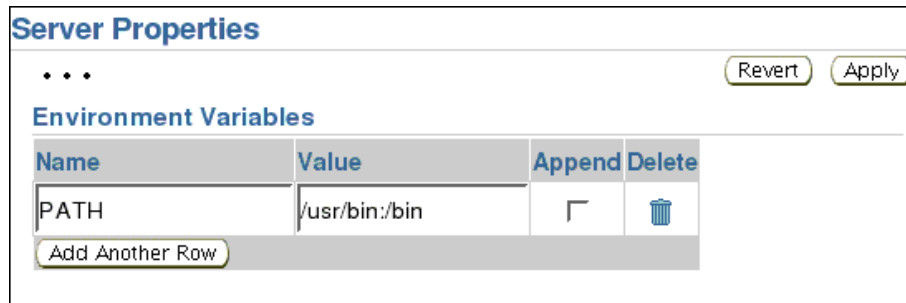 Server Properties
• • •
Revert Apply
Environment Variables
Name Value Append Delete
PATH /usr/bin:/bin
Add Another Row